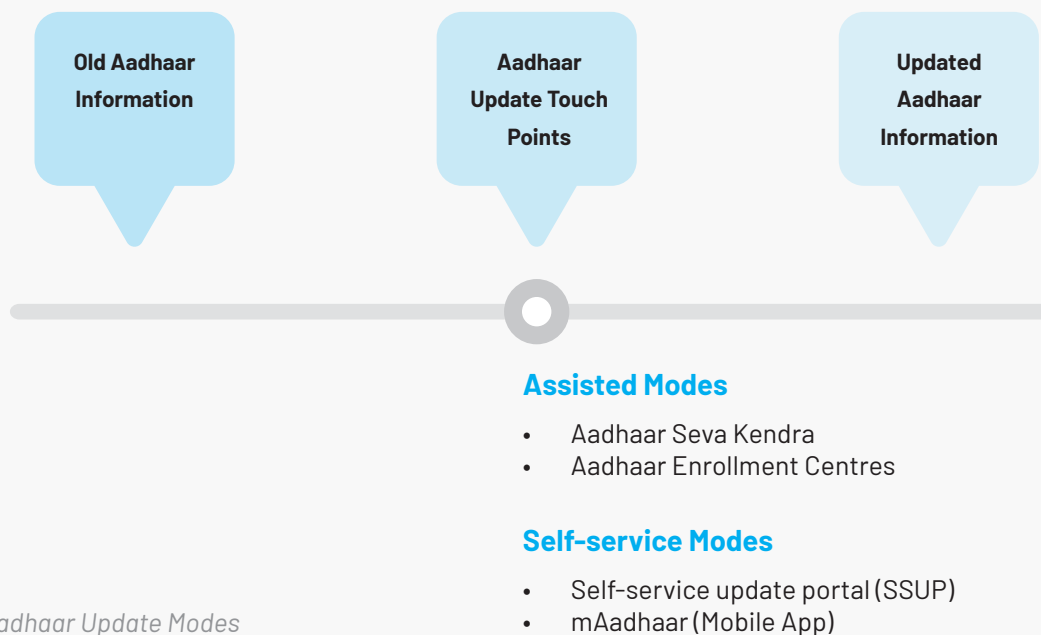 Old Aadhaar
Information
Aadhaar
Update Touch
Points
Updated
Aadhaar
Information
Assisted Modes
• Aadhaar Seva Kendra
• Aadhaar Enrollment Centres
Self-service Modes
• Self-service update portal (SSUP)
• mAadhaar (Mobile App)
adhaar Update Modes